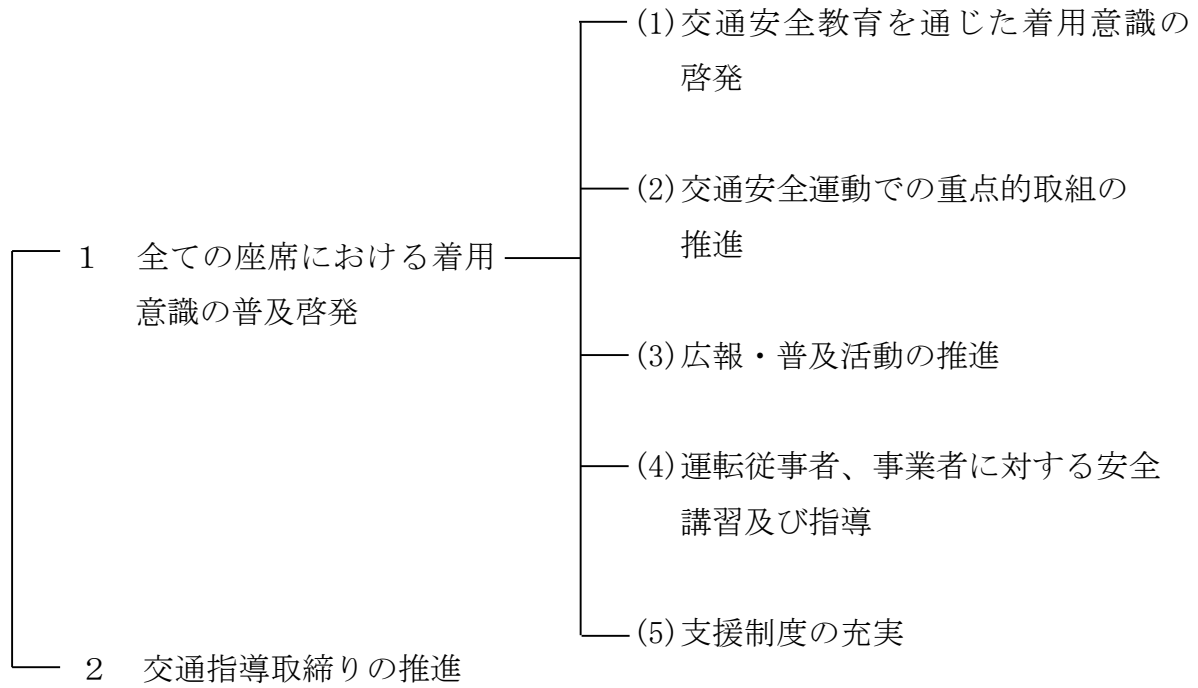 1 全ての座席における着用
意識の普及啓発
(1)交通安全教育を通じた着用意識の
啓発
(2)交通安全運動での重点的取組の
推進
(3)広報・普及活動の推進
(4)運転従事者、事業者に対する安全
講習及び指導
(5)支援制度の充実
2 交通指導取締りの推進